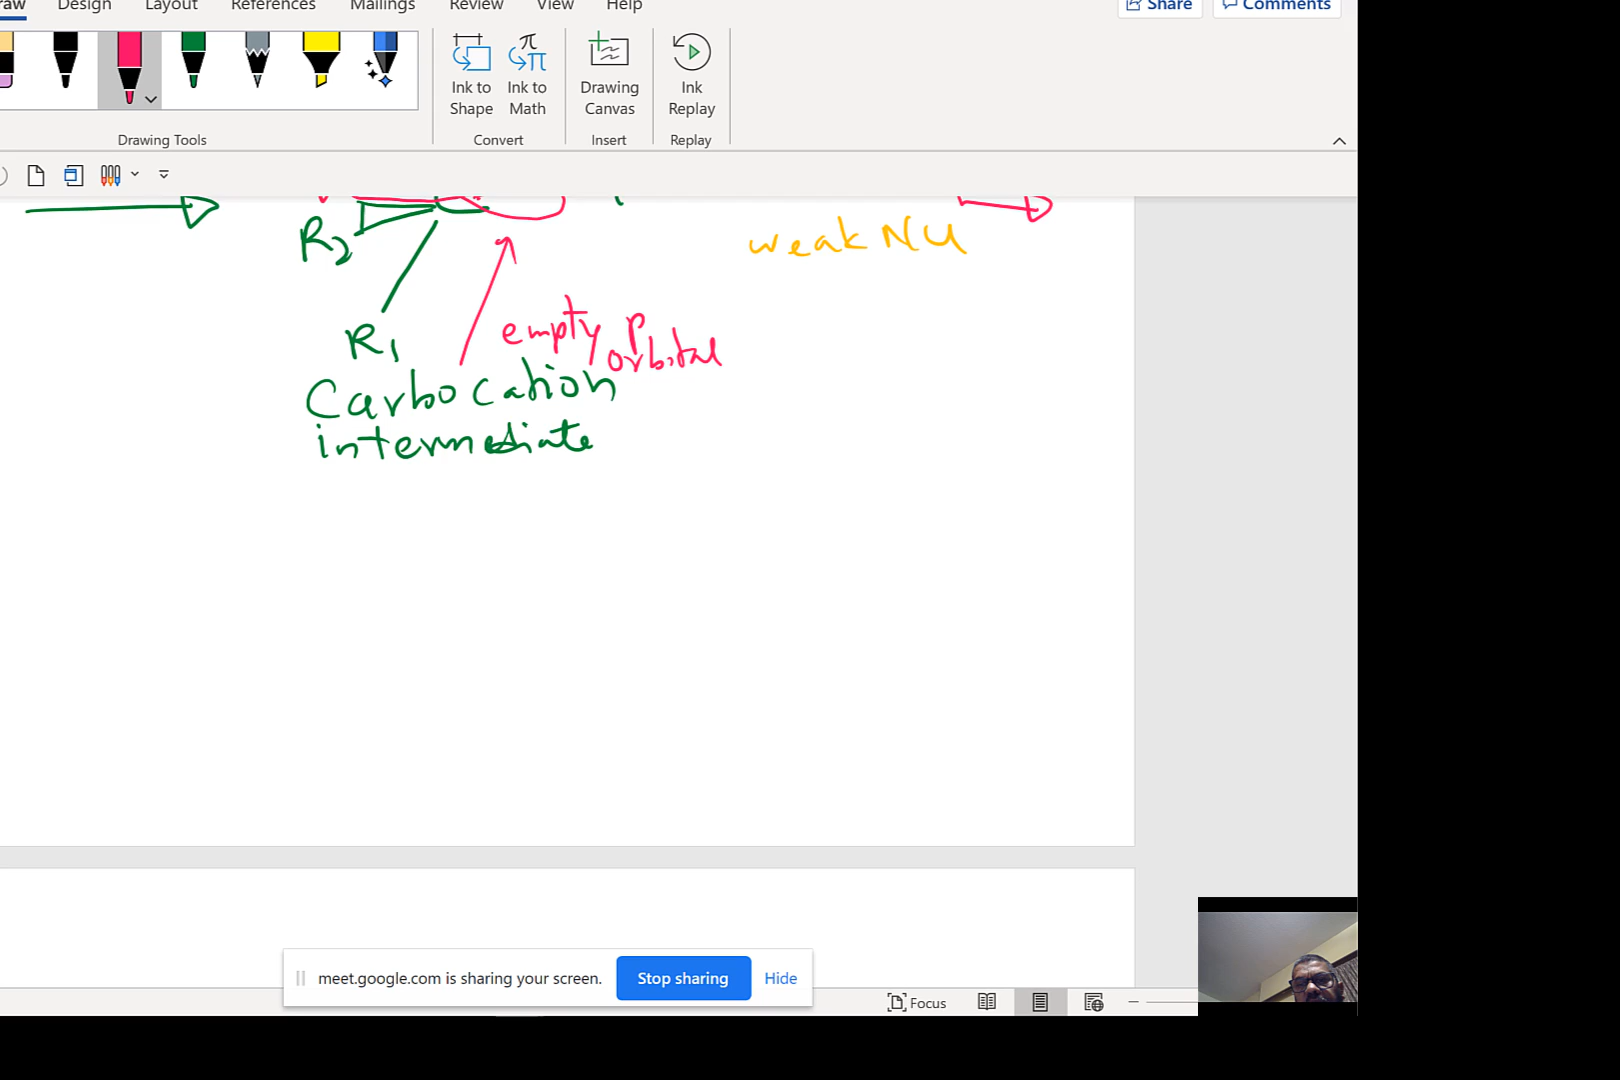 aw Design Layout References Mailings Review View Help Share Comments
Ink to Shape
Ink to Math
Drawing Canvas
Ink Replay
Drawing Tools Convert Insert Replay
weak NU
R2
empty p
orbital
R1
Carbocation
intermediate
meet.google.com is sharing your screen. Stop sharing Hide
Focus